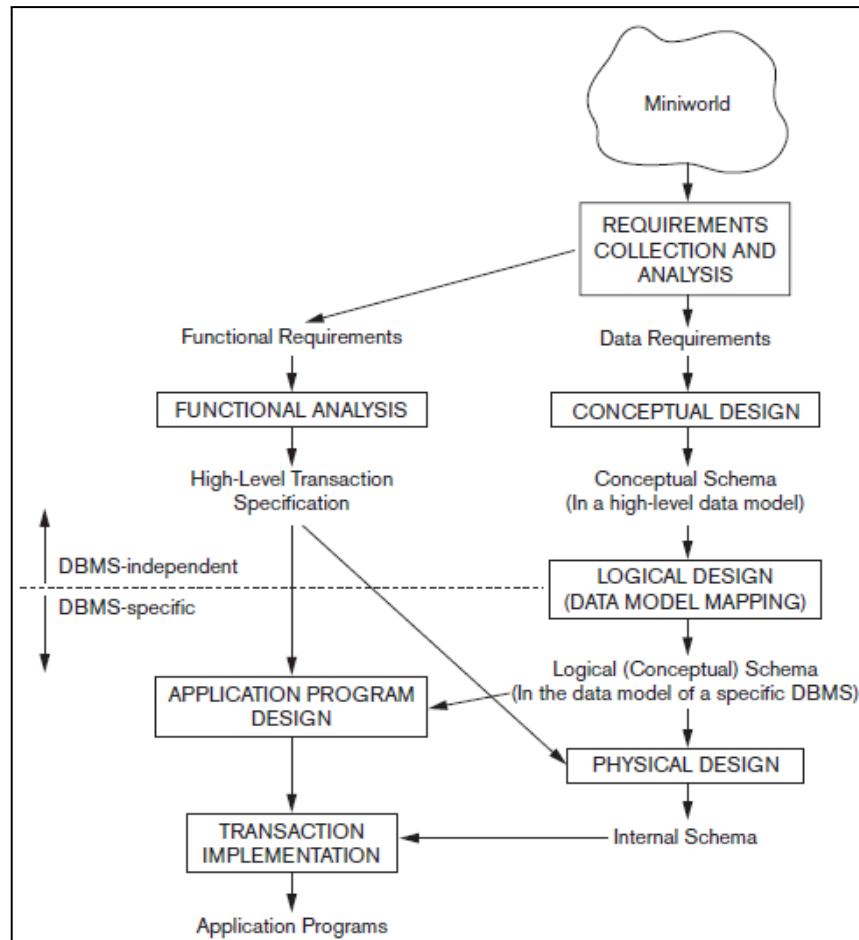 Miniworld
REQUIREMENTS
COLLECTION AND
ANALYSIS
Functional Requirements
Data Requirements
FUNCTIONAL ANALYSIS
CONCEPTUAL DESIGN
High-Level Transaction
Specification
Conceptual Schema
(In a high-level data model)
DBMS-independent
LOGICAL DESIGN
(DATA MODEL MAPPING)
DBMS-specific
Logical (Conceptual) Schema
(In the data model of a specific DBMS)
APPLICATION PROGRAM
DESIGN
PHYSICAL DESIGN
TRANSACTION
IMPLEMENTATION
Internal Schema
Application Programs